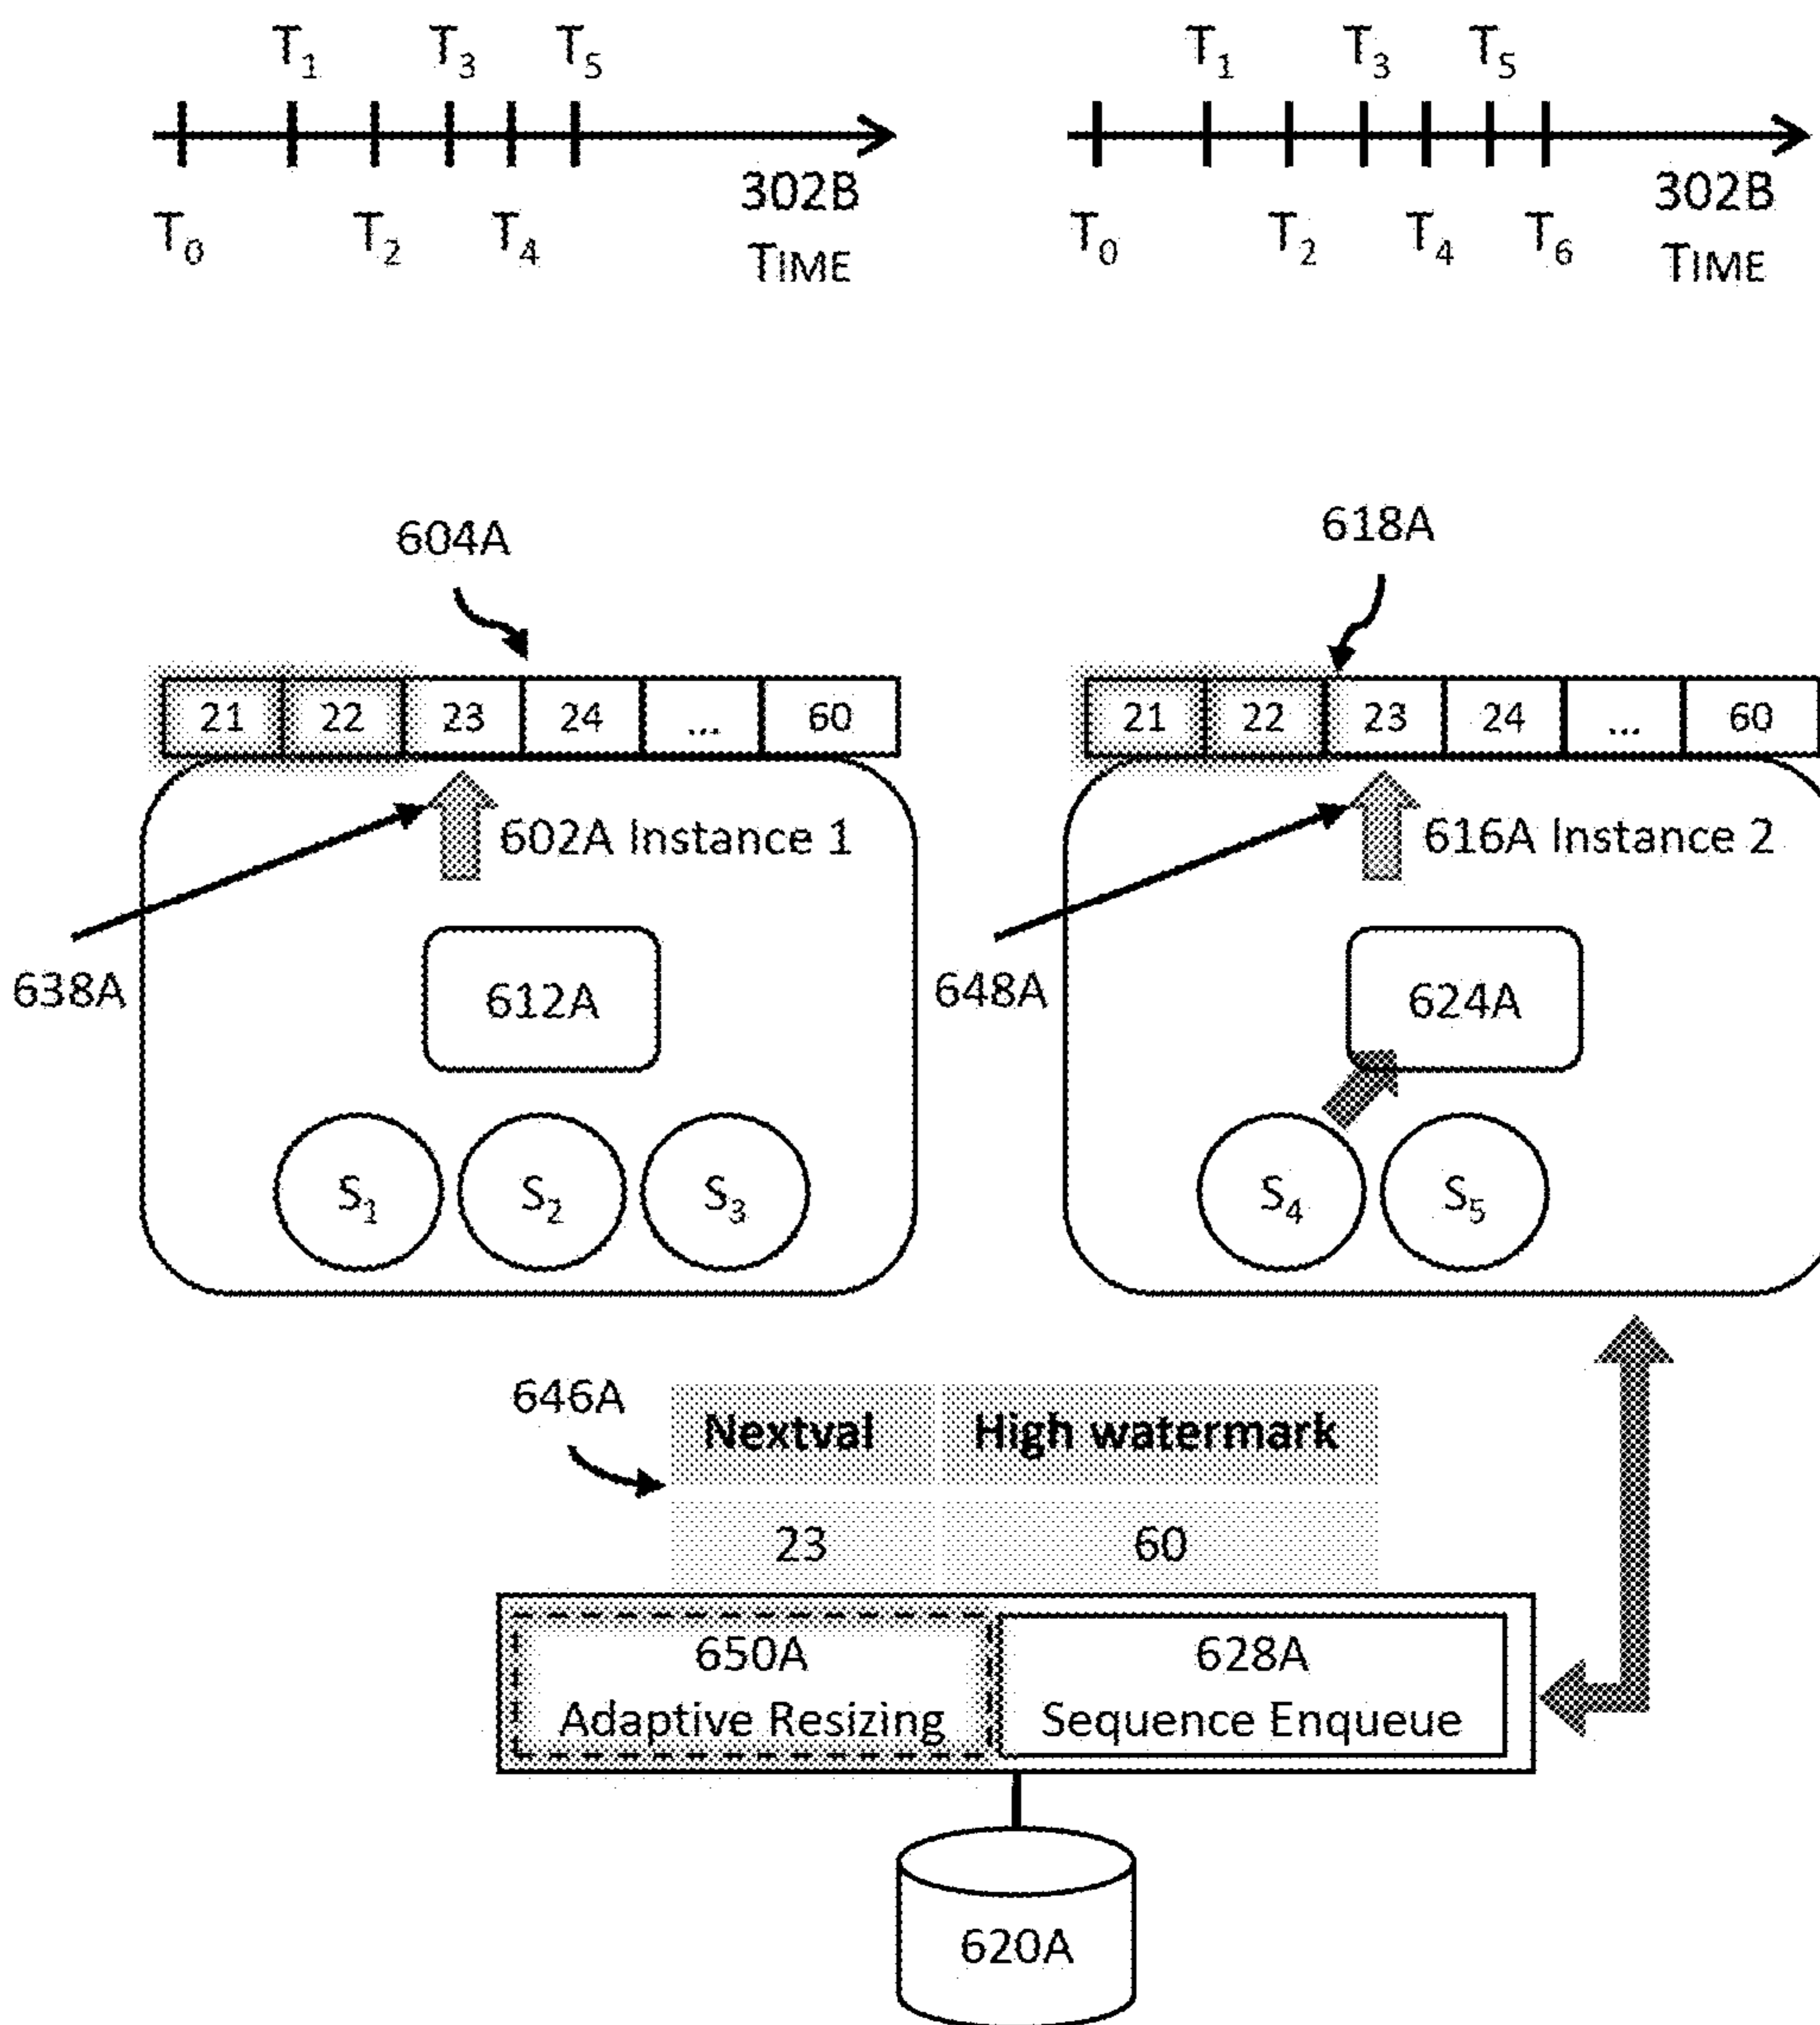 T1 T3 T5 T1 T3 T5
302B 302B
T0 T2 T4 T0 T2 T4 T6
TIME TIME
604A 618A
21 22 23 24 ... 60 21 22 23 24 ... 60
602A Instance 1 616A Instance 2
638A 612A 648A 624A
S1 S2 S3 S4 S5
646A
Nextval High watermark
23 60
650A 628A
Adaptive Resizing Sequence Enqueue
620A